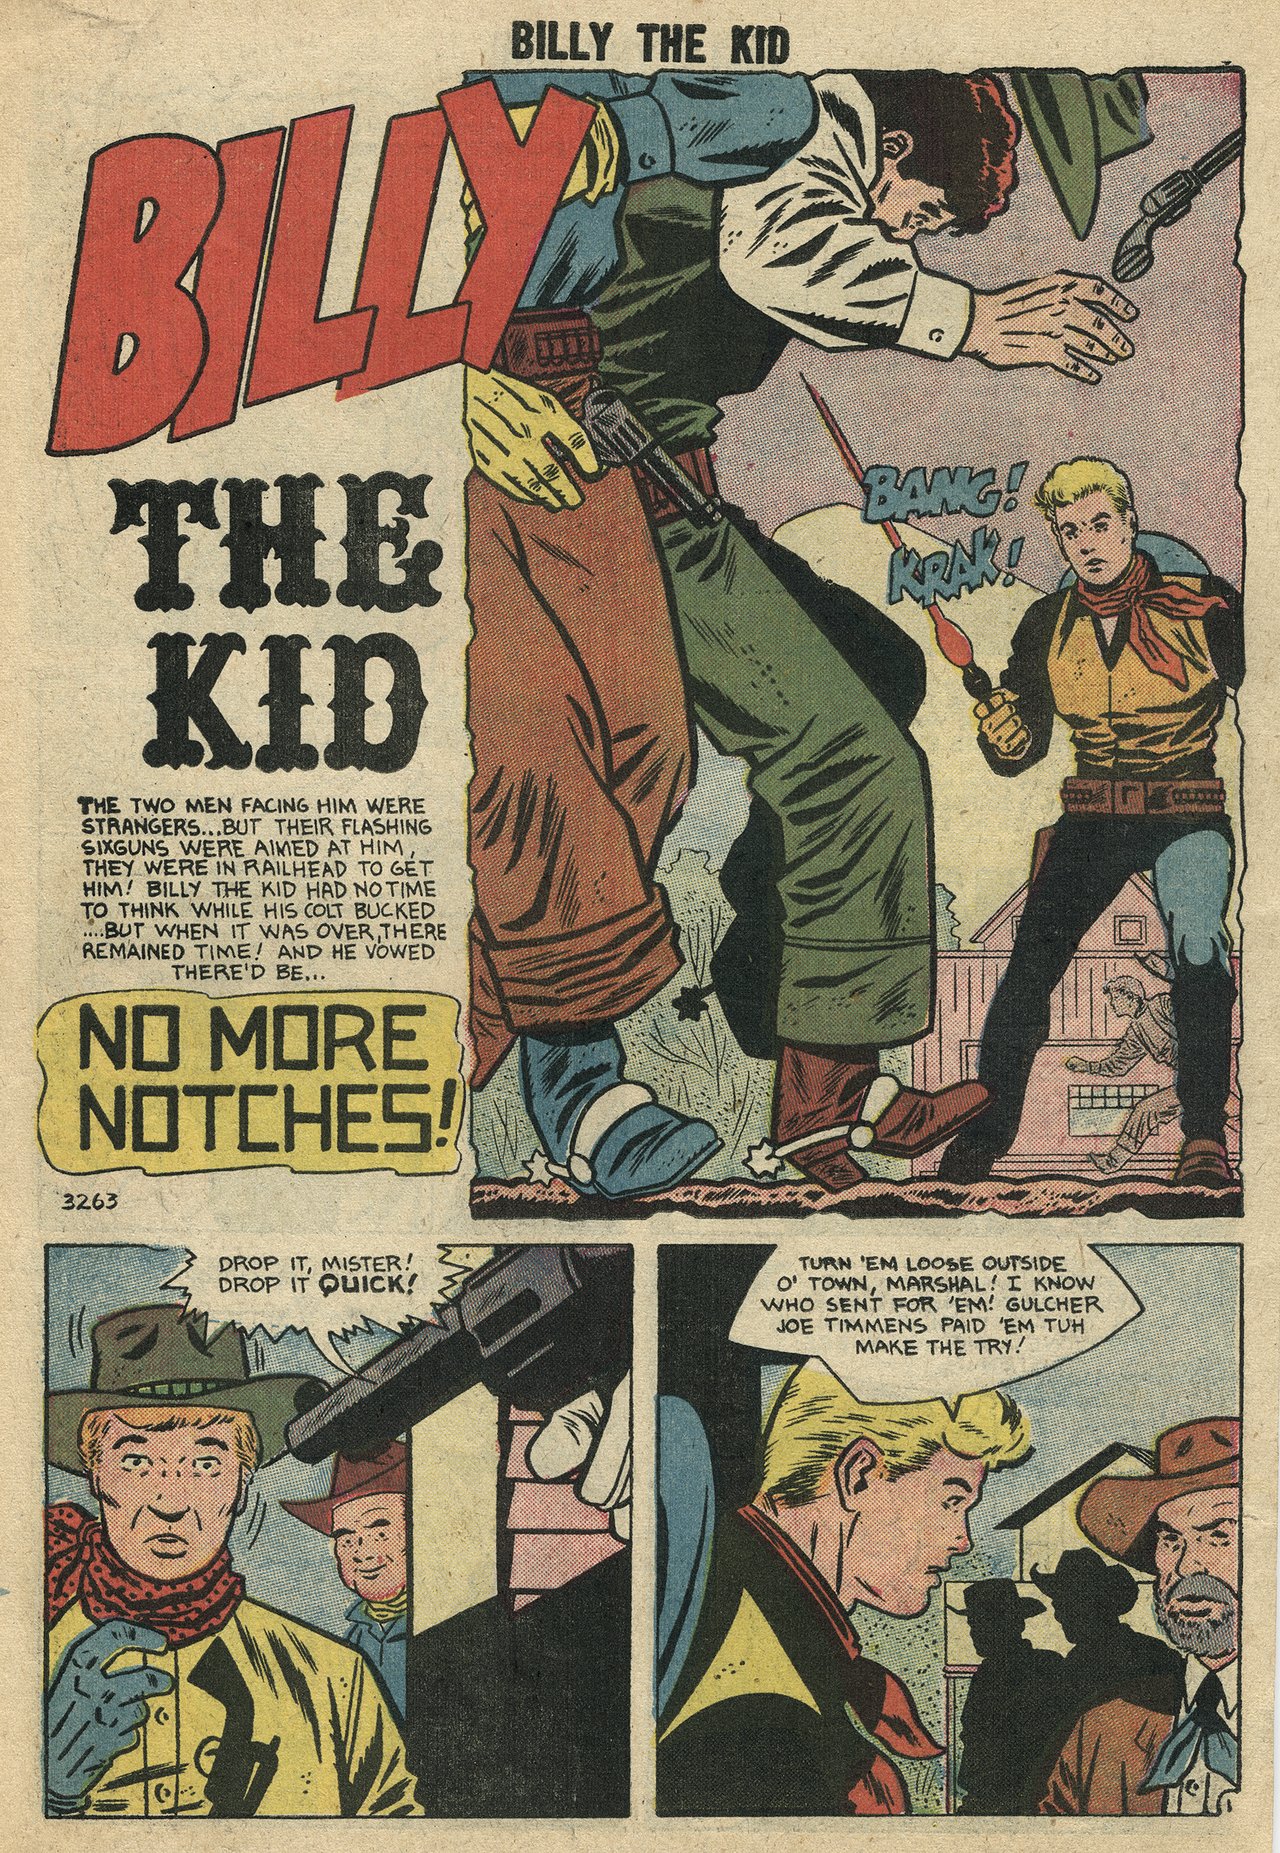 BILLY THE KID
BILLY
THE
KID
THE TWO MEN FACING HIM WERE
STRANGERS...BUT THEIR FLASHING
SIXGUNS WERE AIMED AT HIM,
THEY WERE IN RAILHEAD TO GET
HIM! BILLY THE KID HAD NO TIME
TO THINK WHILE HIS COLT BUCKED
....BUT WHEN IT WAS OVER, THERE
REMAINED TIME! AND HE VOWED
THERE'D BE...
NO MORE
NOTCHES!
3263
BANG!
KRAK!
DROP IT, MISTER!
DROP IT QUICK!
TURN 'EM LOOSE OUTSIDE
O' TOWN, MARSHAL! I KNOW
WHO SENT FOR 'EM! GULCHER
JOE TIMMENS PAID 'EM TUH
MAKE THE TRY!